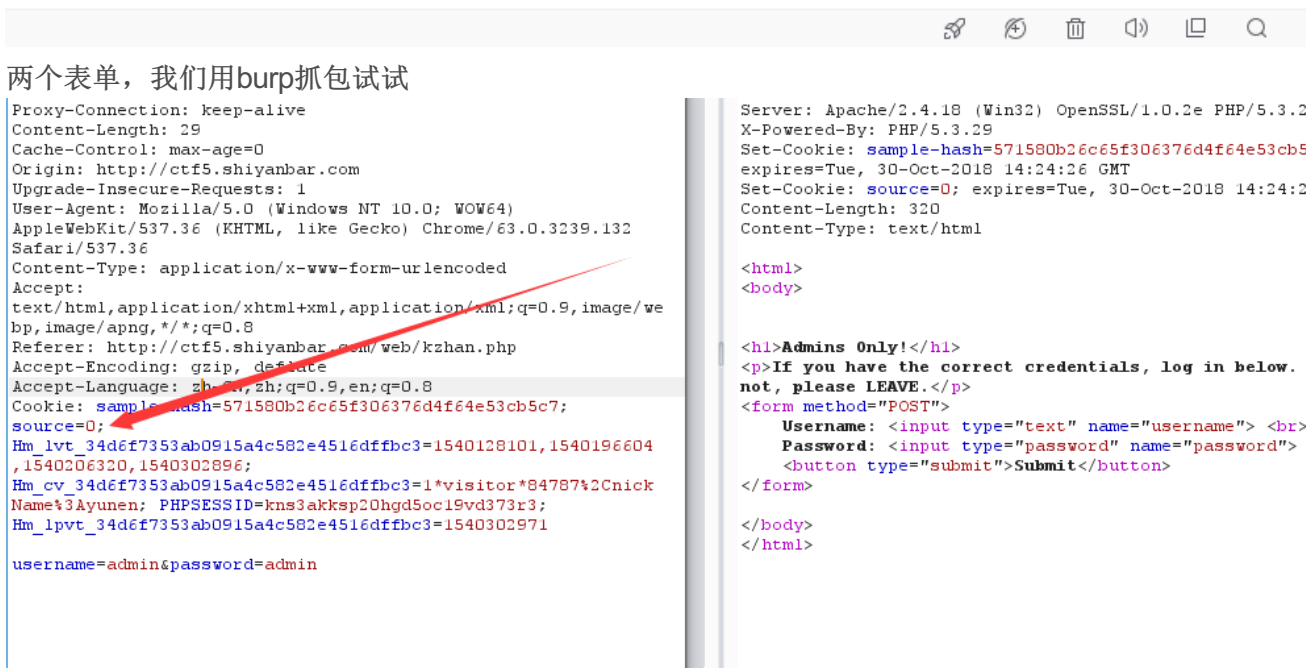 两个表单，我们用burp抓包试试
Proxy-Connection: keep-alive
Content-Length: 29
Cache-Control: max-age=0
Origin: http://ctf5.shiyanbar.com
Upgrade-Insecure-Requests: 1
User-Agent: Mozilla/5.0 (Windows NT 10.0; WOW64)
AppleWebKit/537.36 (KHTML, like Gecko) Chrome/63.0.3239.132
Safari/537.36
Content-Type: application/x-www-form-urlencoded
Accept:
text/html,application/xhtml+xml,application/xml;q=0.9,image/we
bp,image/apng,*/*;q=0.8
Referer: http://ctf5.shiyanbar.com/web/kzhan.php
Accept-Encoding: gzip, deflate
Accept-Language: zh-CN,zh;q=0.9,en;q=0.8
Cookie: sample-hash=571580b26c65f306376d4f64e53cb5c7;
source=0;
Hm_lvt_34d6f7353ab0915a4c582e4516dffbc3=1540128101,1540196604
,1540206320,1540302896;
Hm_cv_34d6f7353ab0915a4c582e4516dffbc3=1*visitor*84787%2Cnick
Name%3Ayunen; PHPSESSID=kns3akksp20hgd5oc19vd373r3;
Hm_lpvt_34d6f7353ab0915a4c582e4516dffbc3=1540302971
username=admin&password=admin
Server: Apache/2.4.18 (Win32) OpenSSL/1.0.2e PHP/5.3.2
X-Powered-By: PHP/5.3.29
Set-Cookie: sample-hash=571580b26c65f306376d4f64e53cb5
expires=Tue, 30-Oct-2018 14:24:26 GMT
Set-Cookie: source=0; expires=Tue, 30-Oct-2018 14:24:2
Content-Length: 320
Content-Type: text/html
<html>
<body>
<h1>Admins Only!</h1>
<p>If you have the correct credentials, log in below.
not, please LEAVE.</p>
<form method="POST">
Username: <input type="text" name="username"> <br>
Password: <input type="password" name="password">
<button type="submit">Submit</button>
</form>
</body>
</html>